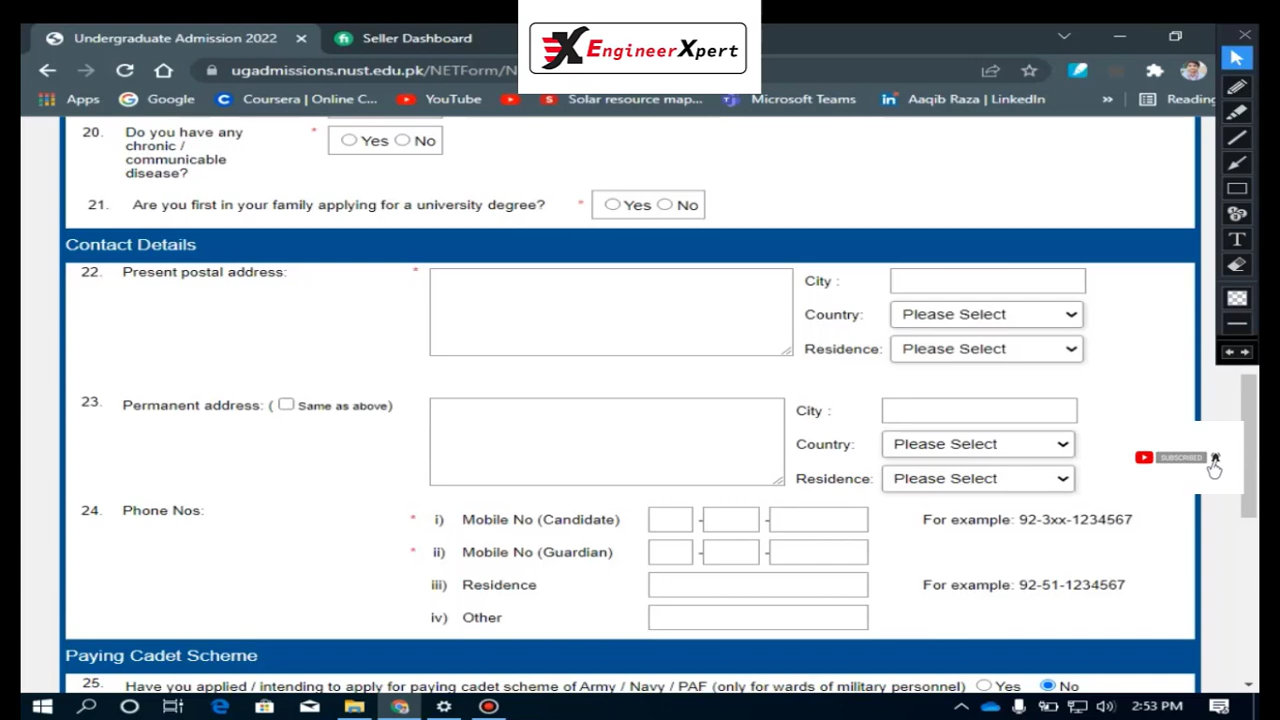 Undergraduate Admission 2022
Seller Dashboard
EngineerXpert
ugadmissions.nust.edu.pk/NETForm/N
Apps
Google
Coursera | Online C...
YouTube
Solar resource map...
Microsoft Teams
Aaqib Raza | LinkedIn
»
Reading
20. Do you have any * Yes No
chronic /
communicable
disease?
21. Are you first in your family applying for a university degree? * Yes No
Contact Details
22. Present postal address: * City :
Country: Please Select
Residence: Please Select
23. Permanent address: ( Same as above) City :
Country: Please Select
Residence: Please Select
SUBSCRIBED
24. Phone Nos: * i) Mobile No (Candidate) - - For example: 92-3xx-1234567
* ii) Mobile No (Guardian) - -
iii) Residence For example: 92-51-1234567
iv) Other
Paying Cadet Scheme
25. Have you applied / intending to apply for paying cadet scheme of Army / Navy / PAF (only for wards of military personnel) Yes No
2:53 PM